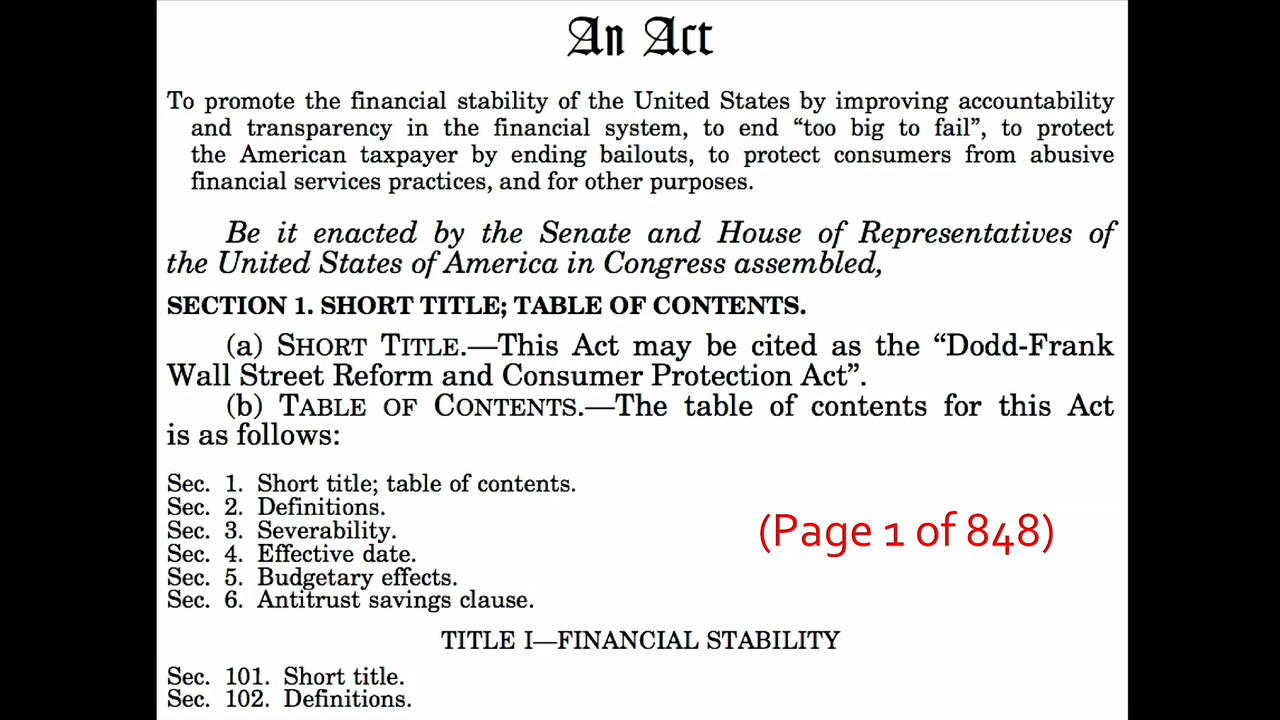 An Act
To promote the financial stability of the United States by improving accountability
and transparency in the financial system, to end “too big to fail”, to protect
the American taxpayer by ending bailouts, to protect consumers from abusive
financial services practices, and for other purposes.
Be it enacted by the Senate and House of Representatives of
the United States of America in Congress assembled,
SECTION 1. SHORT TITLE; TABLE OF CONTENTS.
(a) SHORT TITLE.—This Act may be cited as the “Dodd-Frank
Wall Street Reform and Consumer Protection Act”.
(b) TABLE OF CONTENTS.—The table of contents for this Act
is as follows:
Sec. 1. Short title; table of contents.
Sec. 2. Definitions.
Sec. 3. Severability.
(Page 1 of 848)
Sec. 4. Effective date.
Sec. 5. Budgetary effects.
Sec. 6. Antitrust savings clause.
TITLE I—FINANCIAL STABILITY
Sec. 101. Short title.
Sec. 102. Definitions.